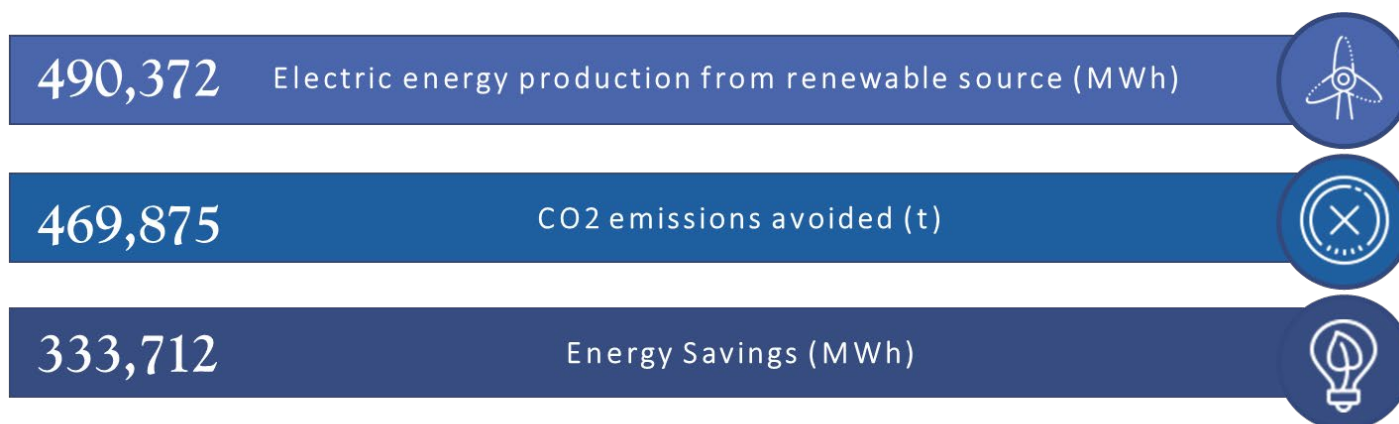 490,372 Electric energy production from renewable source (MWh)
469,875 CO2 emissions avoided (t)
333,712 Energy Savings (MWh)